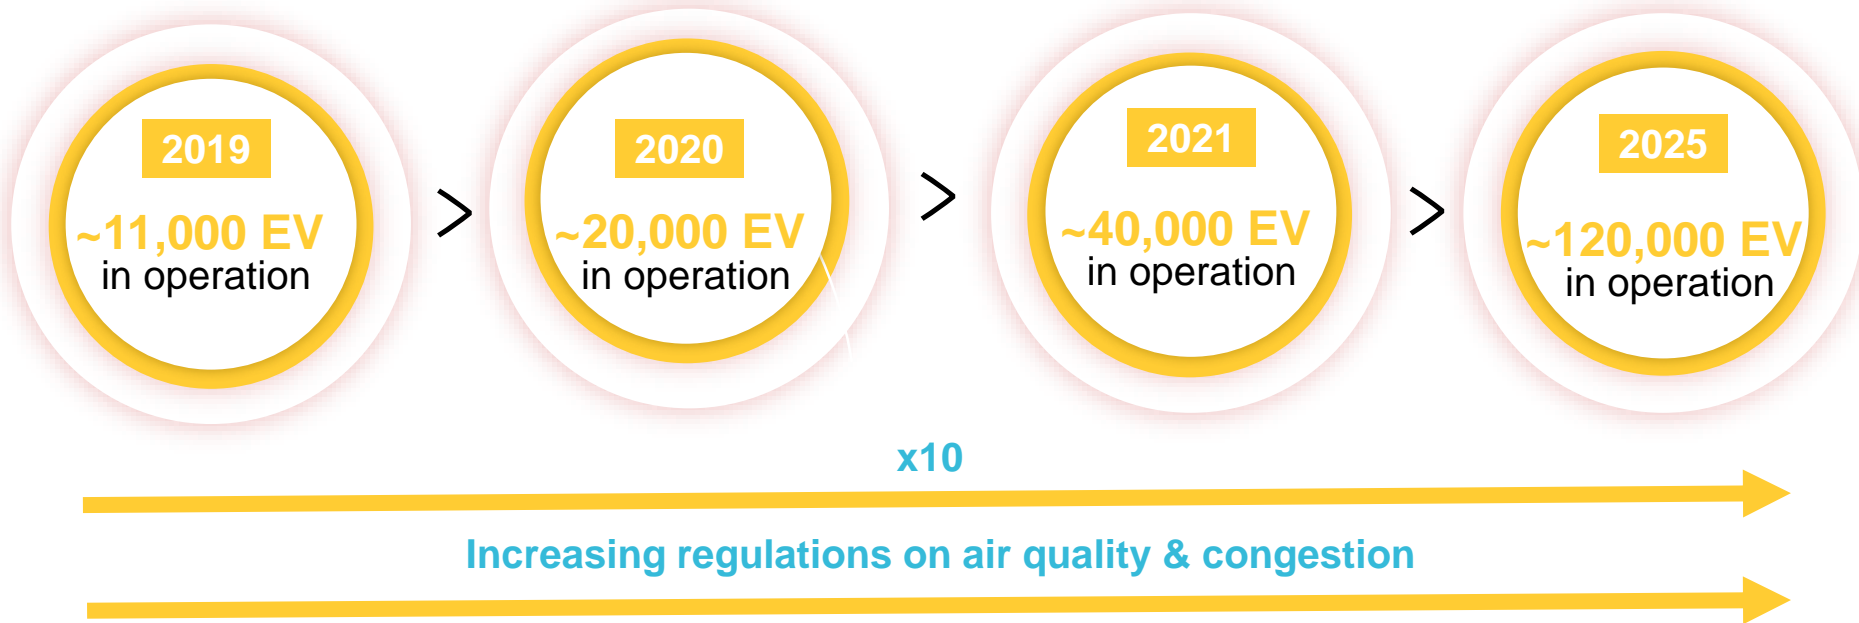 2019
~11,000 EV
in operation
>
2020
~20,000 EV
in operation
>
2021
~40,000 EV
in operation
>
2025
~120,000 EV
in operation
x10
Increasing regulations on air quality & congestion